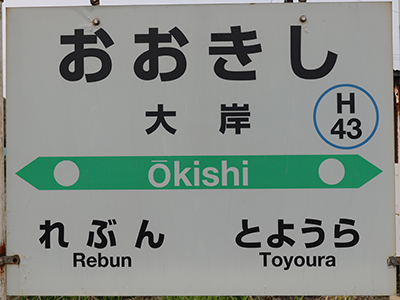 おおきし
大岸
H
43
Ōkishi
れぶん とようら
Rebun Toyoura